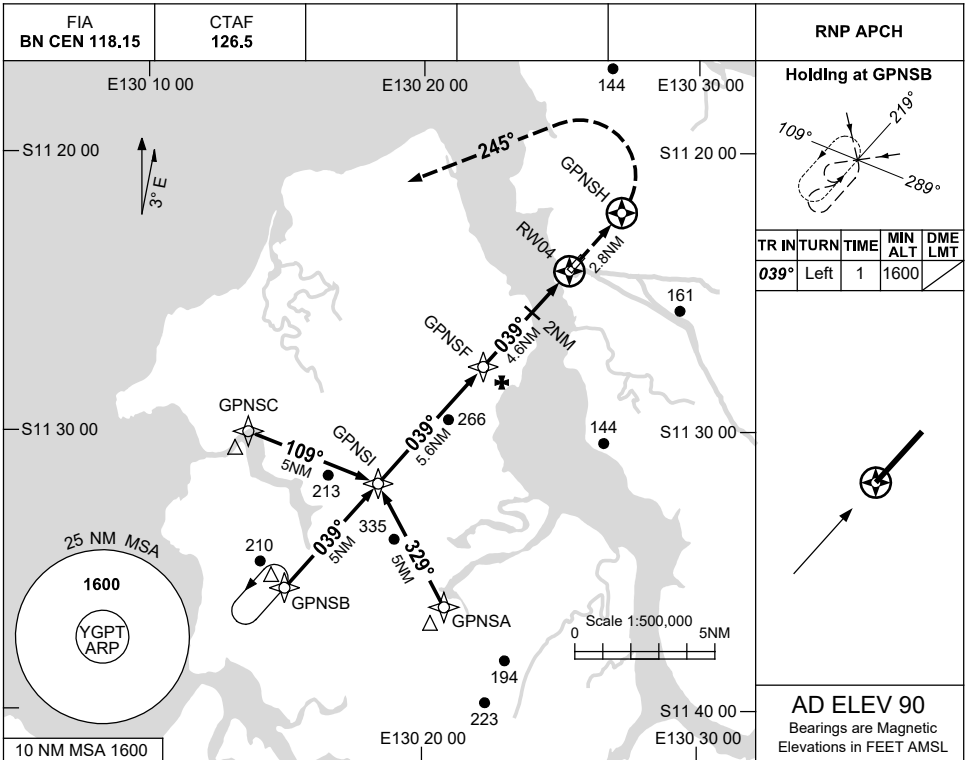 FIA
BN CEN 118.15
CTAF
126.5
RNP APCH
E130 10 00
E130 20 00
144
E130 30 00
Holding at GPNSB
219°
109°
289°
S11 20 00
S11 20 00
3° E
245°
GPNSH
RW04
2.8NM
TR IN TURN TIME MIN ALT DME LMT
039° Left 1 1600
161
GPNSF
039°
4.6NM
2NM
GPNSC
S11 30 00
S11 30 00
109°
5NM
GPNSI
039°
5.6NM
266
144
213
335
25 NM MSA
1600
YGPT
ARP
210
039°
5NM
329°
5NM
GPNSB
GPNSA
Scale 1:500,000
0 5NM
194
223
S11 40 00
E130 20 00
E130 30 00
10 NM MSA 1600
AD ELEV 90
Bearings are Magnetic
Elevations in FEET AMSL